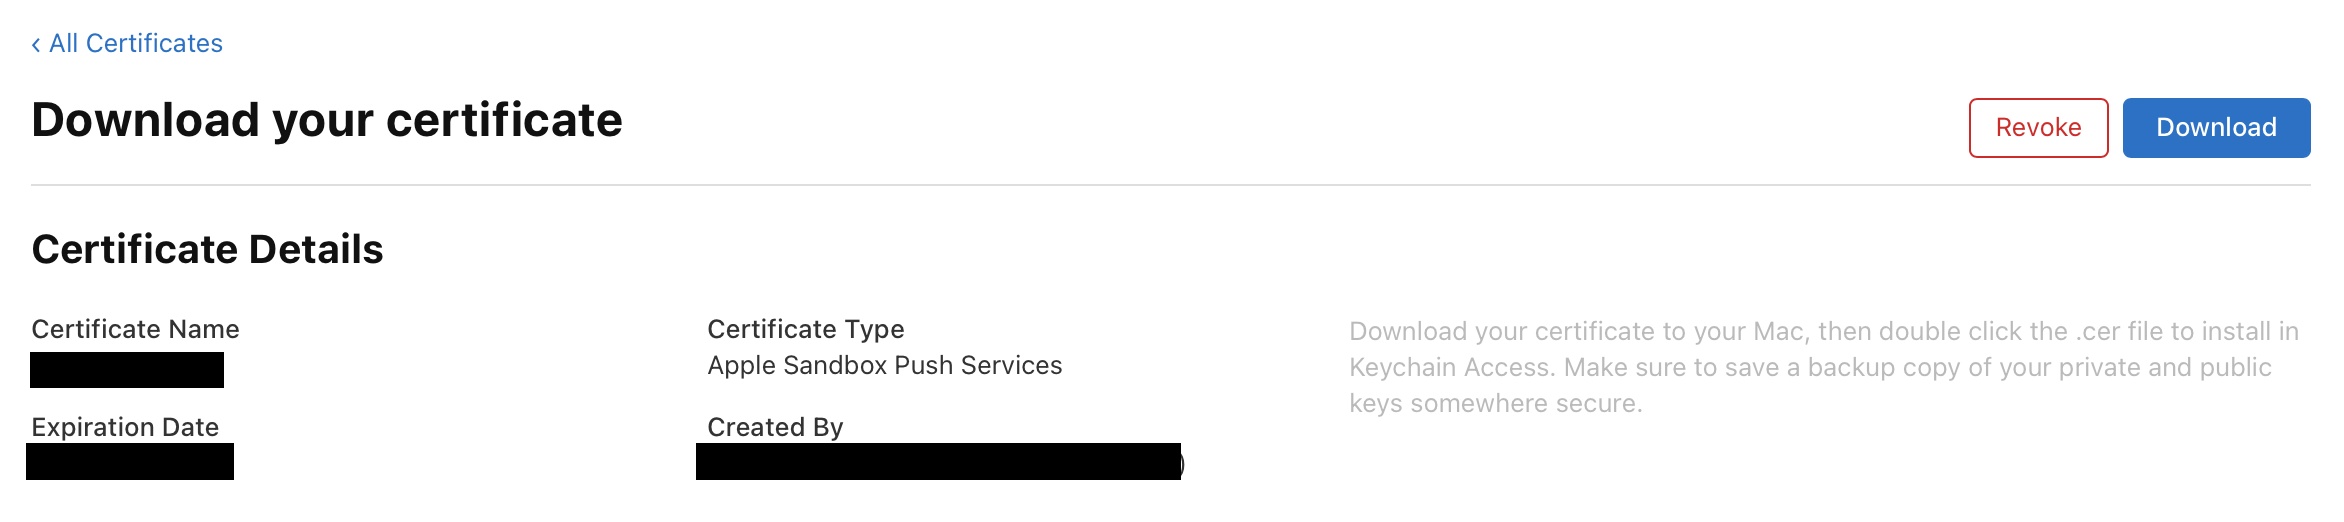 ‹ All Certificates
Download your certificate
Revoke
Download
Certificate Details
Certificate Name
Certificate Type
Apple Sandbox Push Services
Download your certificate to your Mac, then double click the .cer file to install in
Keychain Access. Make sure to save a backup copy of your private and public
keys somewhere secure.
Expiration Date
Created By
)